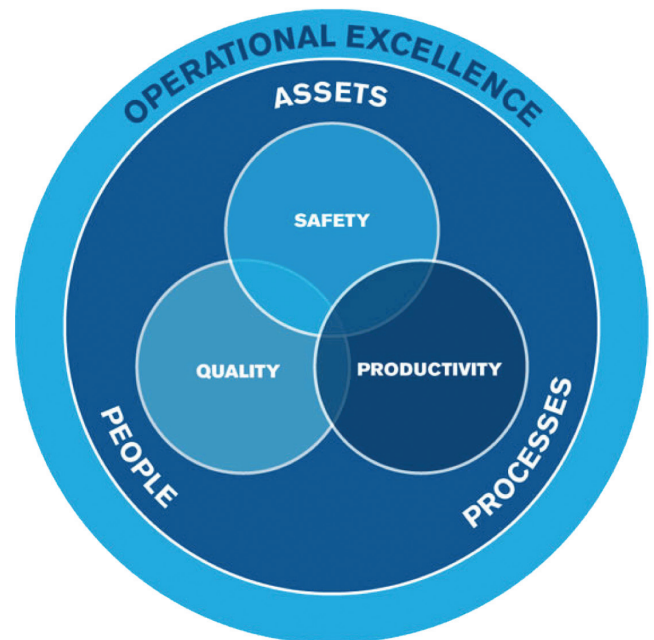 OPERATIONAL EXCELLENCE
ASSETS
SAFETY
QUALITY
PRODUCTIVITY
PEOPLE
PROCESSES